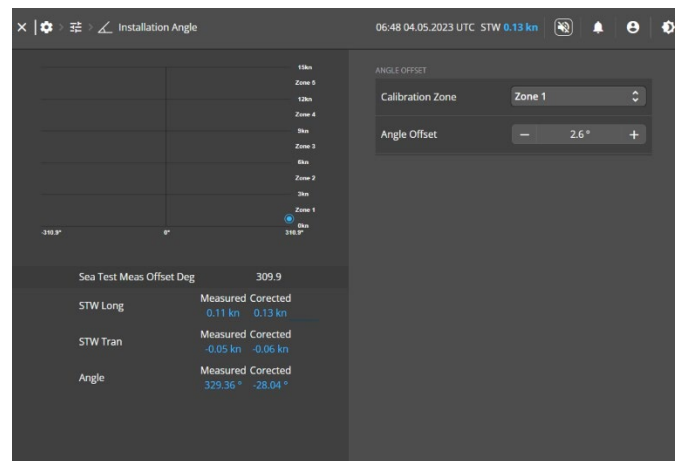 Installation Angle
06:48 04.05.2023 UTC STW 0.13 kn
15kn
Zone 5
12kn
Zone 4
9kn
Zone 3
6kn
Zone 2
3kn
Zone 1
0kn
-310.9° 0° 310.9°
Sea Test Meas Offset Deg 309.9
Measured Corected
STW Long
0.11 kn 0.13 kn
Measured Corected
STW Tran
-0.05 kn -0.06 kn
Measured Corected
Angle
329.36 ° -28.04 °
ANGLE OFFSET
Calibration Zone Zone 1
Angle Offset − 2.6 ° +